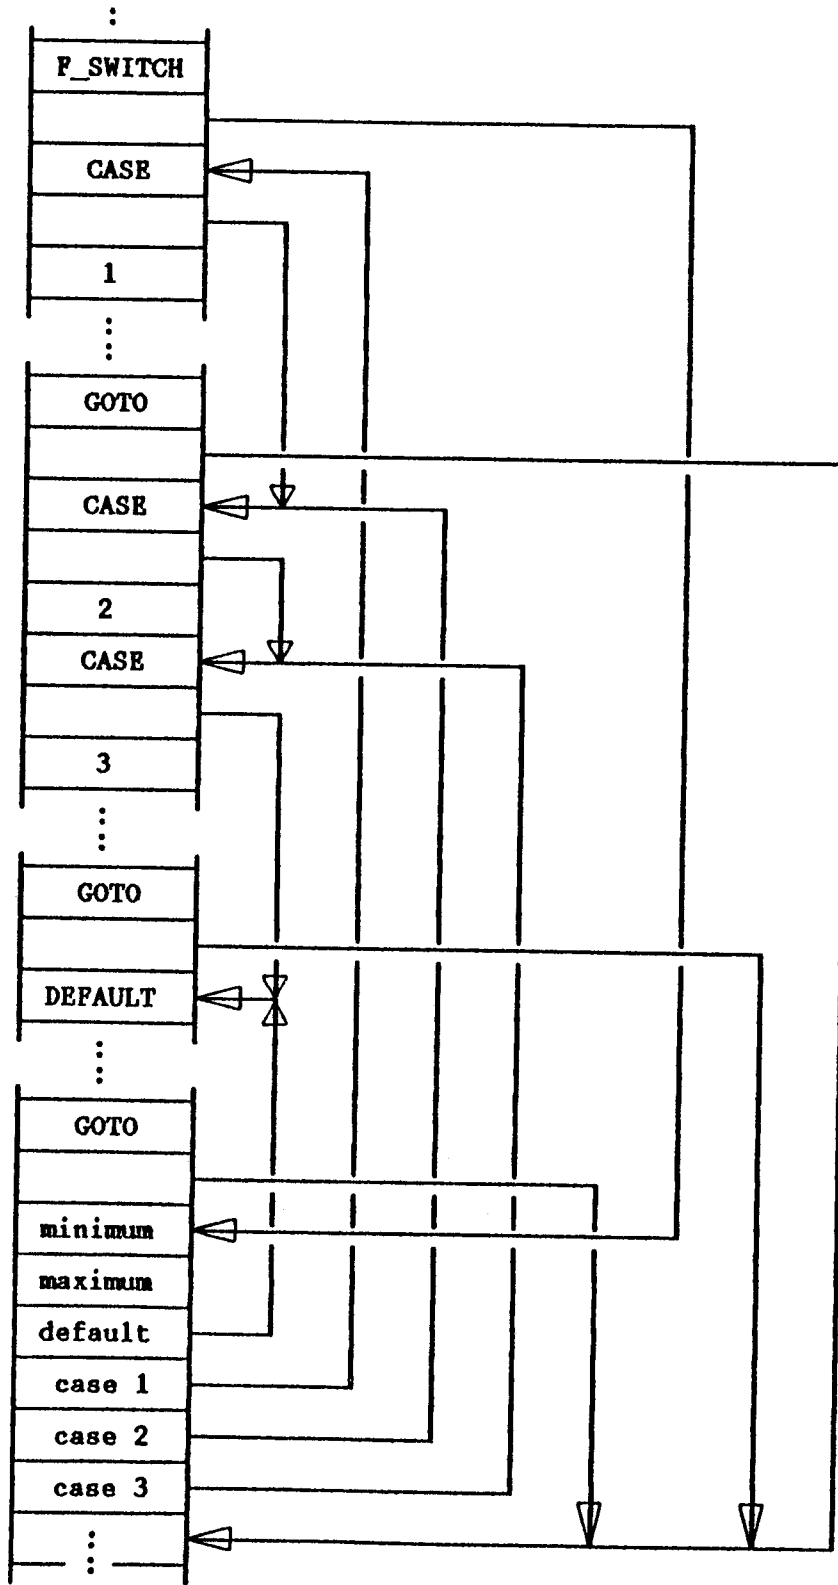 F_SWITCH
CASE
1
GOTO
CASE
2
CASE
3
GOTO
DEFAULT
GOTO
minimum
maximum
default
case 1
case 2
case 3